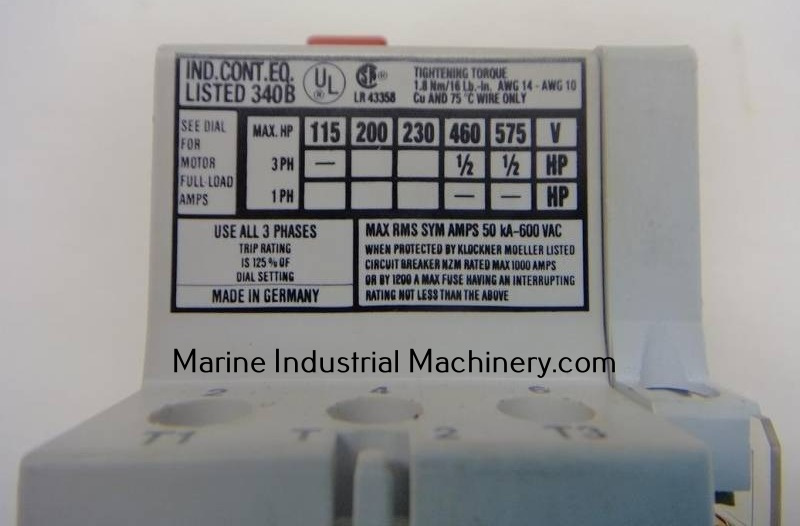 IND. CONT. EQ.
LISTED 340B
UL
SA ®
LR 43358
TIGHTENING TORQUE
1.8 Nm/16 Lb.-In. AWG 14 - AWG 10
Cu AND 75 °C WIRE ONLY
SEE DIAL
FOR
MOTOR
FULL-LOAD
AMPS
MAX. HP 115 200 230 460 575 V
3 PH — ½ ½ HP
1 PH — — HP
USE ALL 3 PHASES
TRIP RATING
IS 125 % OF
DIAL SETTING
MADE IN GERMANY
MAX RMS SYM AMPS 50 kA-600 VAC
WHEN PROTECTED BY KLOCKNER MOELLER LISTED
CIRCUIT BREAKER NZM RATED MAX 1000 AMPS
OR BY 1200 A MAX FUSE HAVING AN INTERRUPTING
RATING NOT LESS THAN THE ABOVE
Marine Industrial Machinery.com
2 4 6
T1 T 2 T3